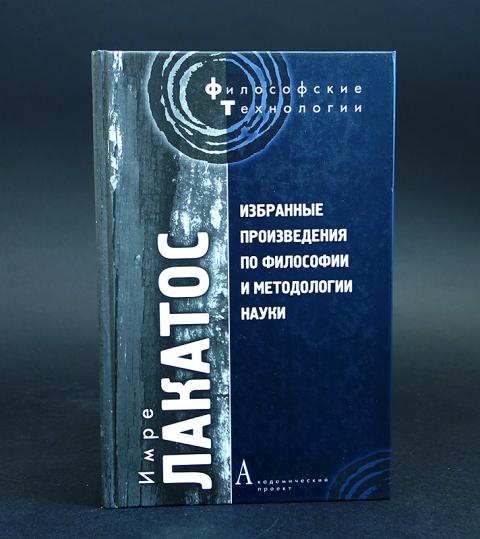 Философские
Технологии
Имре
ЛАКАТОС
ИЗБРАННЫЕ
ПРОИЗВЕДЕНИЯ
ПО ФИЛОСОФИИ
И МЕТОДОЛОГИИ
НАУКИ
Академический
проект